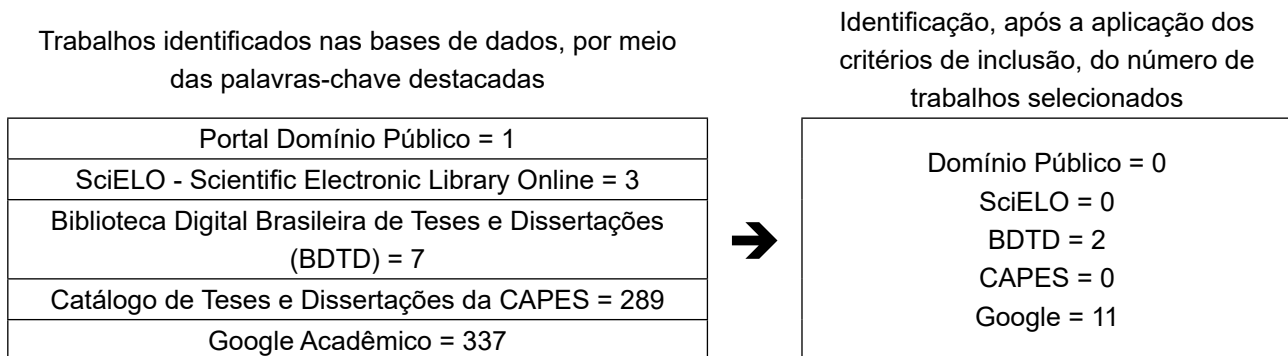 Trabalhos identificados nas bases de dados, por meio
das palavras-chave destacadas
Portal Domínio Público = 1
SciELO - Scientific Electronic Library Online = 3
Biblioteca Digital Brasileira de Teses e Dissertações
(BDTD) = 7
Catálogo de Teses e Dissertações da CAPES = 289
Google Acadêmico = 337
Identificação, após a aplicação dos
critérios de inclusão, do número de
trabalhos selecionados
Domínio Público = 0
SciELO = 0
BDTD = 2
CAPES = 0
Google = 11